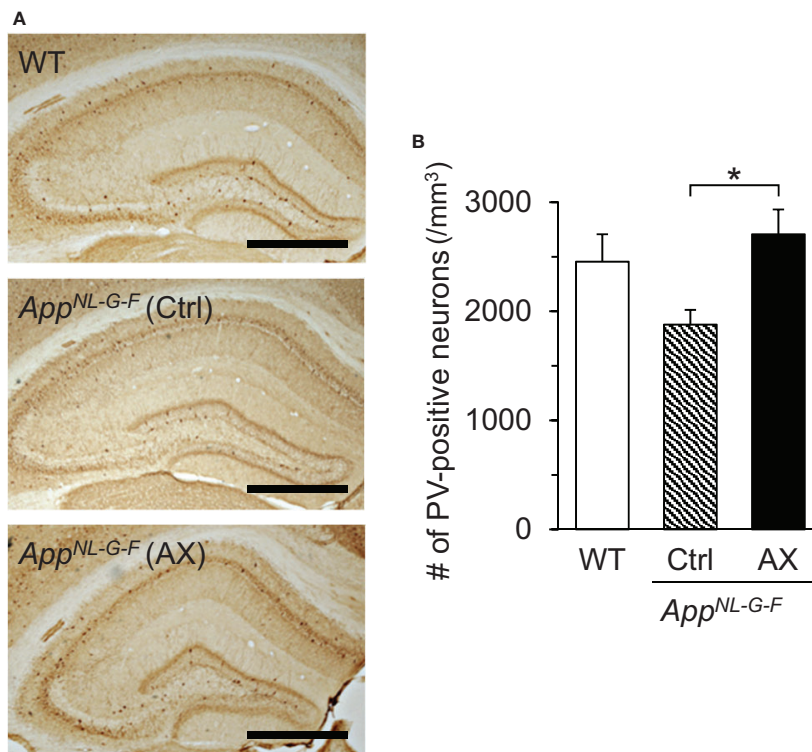 A
WT
App^NL-G-F (Ctrl)
App^NL-G-F (AX)
B
# of PV-positive neurons (/mm³)
3000
2000
1000
0
*
WT Ctrl AX
App^NL-G-F